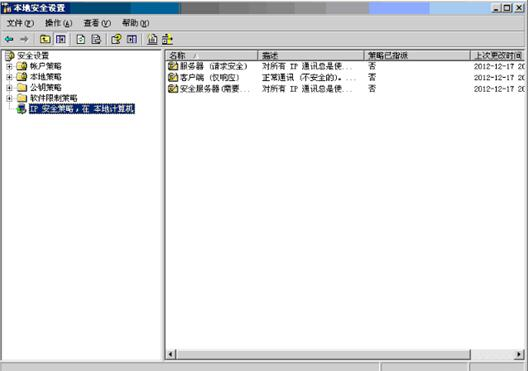 本地安全设置
文件(F) 操作(A) 查看(V) 帮助(H)
安全设置
帐户策略
本地策略
公钥策略
软件限制策略
IP 安全策略，在 本地计算机
名称 描述 策略已指派 上次更改时间
服务器 (请求安全) 对所有 IP 通讯总是使... 否 2012-12-17 20
客户端 (仅响应) 正常通讯 (不安全的)。... 否 2012-12-17 20
安全服务器 (需要... 对所有 IP 通讯总是使... 否 2012-12-17 20